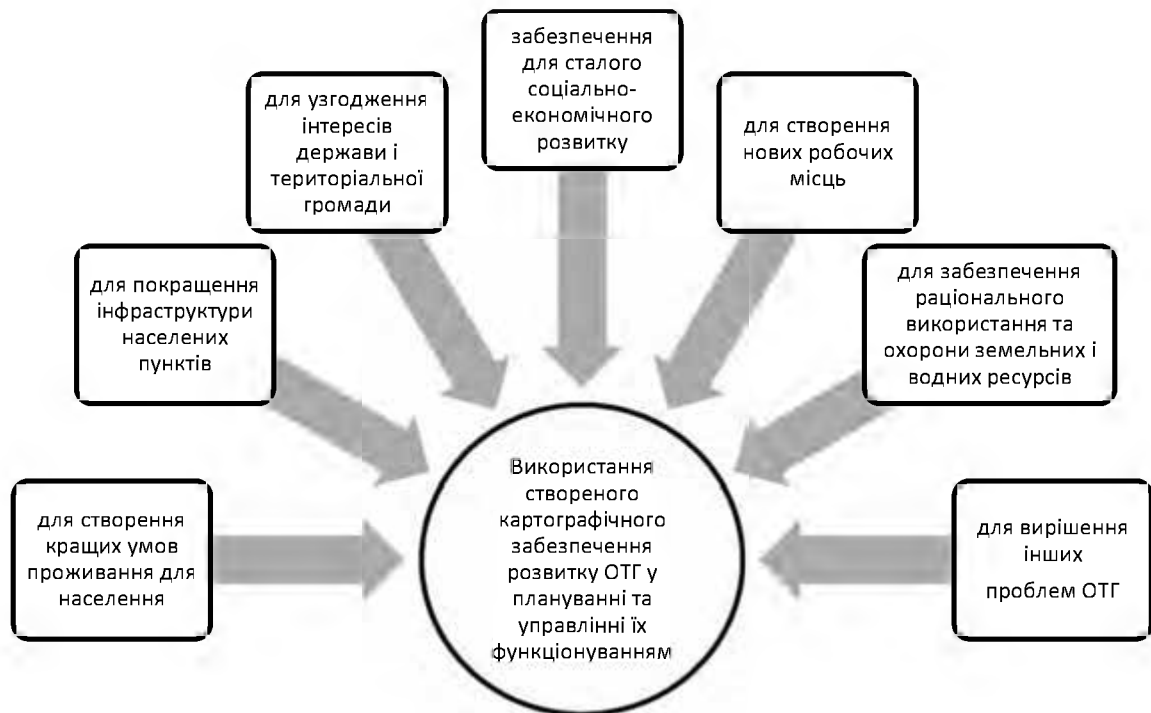 забезпечення
для сталого
соціально-
економічного
розвитку
для узгодження
інтересів
держави і
територіальної
громади
для створення
нових робочих
місць
для покращення
інфраструктури
населених
пунктів
для забезпечення
раціонального
використання та
охорони земельних і
водних ресурсів
для створення
кращих умов
проживання для
населення
Використання
створеного
картографічного
забезпечення
розвитку ОТГ у
плануванні та
управлінні їх
функціонуванням
для вирішення
інших
проблем ОТГ